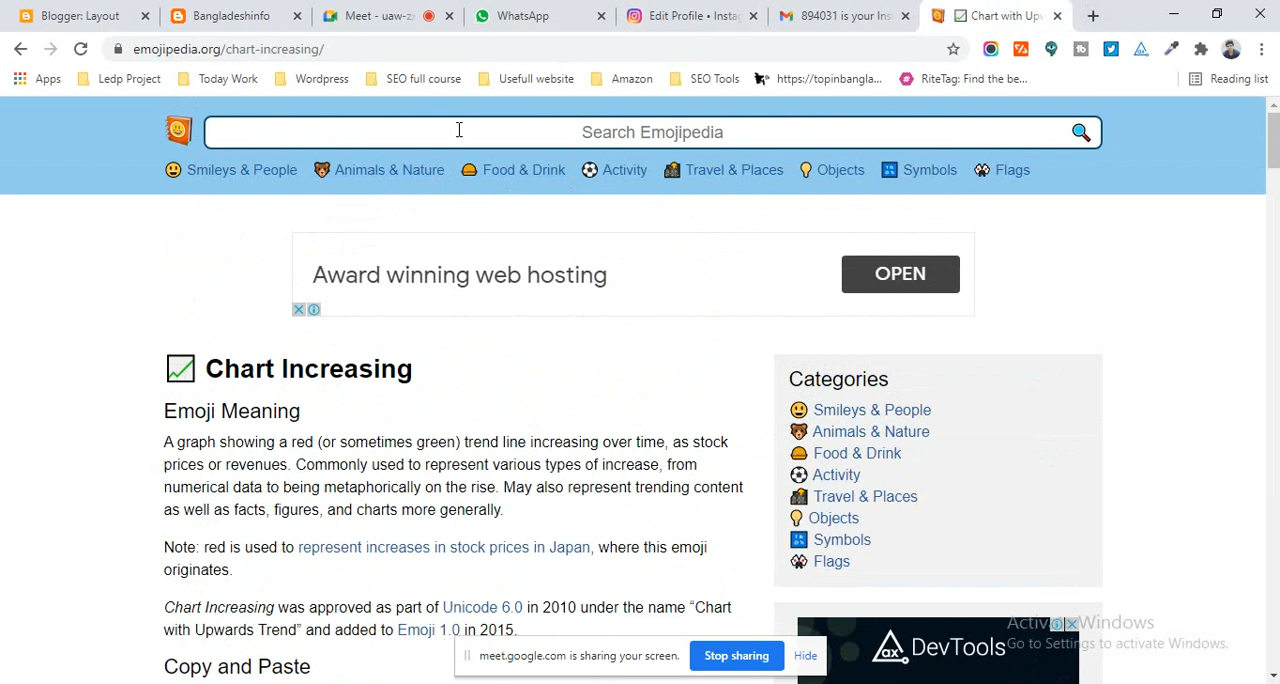 Blogger: Layout
Bangladeshinfo
Meet - uaw-z
WhatsApp
Edit Profile • Insta
894031 is your Ins
Chart with Up
emojipedia.org/chart-increasing/
Apps
Ledp Project
Today Work
Wordpress
SEO full course
Usefull website
Amazon
SEO Tools
https://topinbangla...
RiteTag: Find the be...
Reading list
Search Emojipedia
Smileys & People
Animals & Nature
Food & Drink
Activity
Travel & Places
Objects
Symbols
Flags
Award winning web hosting
OPEN
Chart Increasing
Emoji Meaning
A graph showing a red (or sometimes green) trend line increasing over time, as stock
prices or revenues. Commonly used to represent various types of increase, from
numerical data to being metaphorically on the rise. May also represent trending content
as well as facts, figures, and charts more generally.
Note: red is used to represent increases in stock prices in Japan, where this emoji
originates.
Chart Increasing was approved as part of Unicode 6.0 in 2010 under the name “Chart
with Upwards Trend” and added to Emoji 1.0 in 2015.
Copy and Paste
Categories
Smileys & People
Animals & Nature
Food & Drink
Activity
Travel & Places
Objects
Symbols
Flags
ax DevTools
Activate Windows
Go to Settings to activate Windows.
meet.google.com is sharing your screen.
Stop sharing
Hide